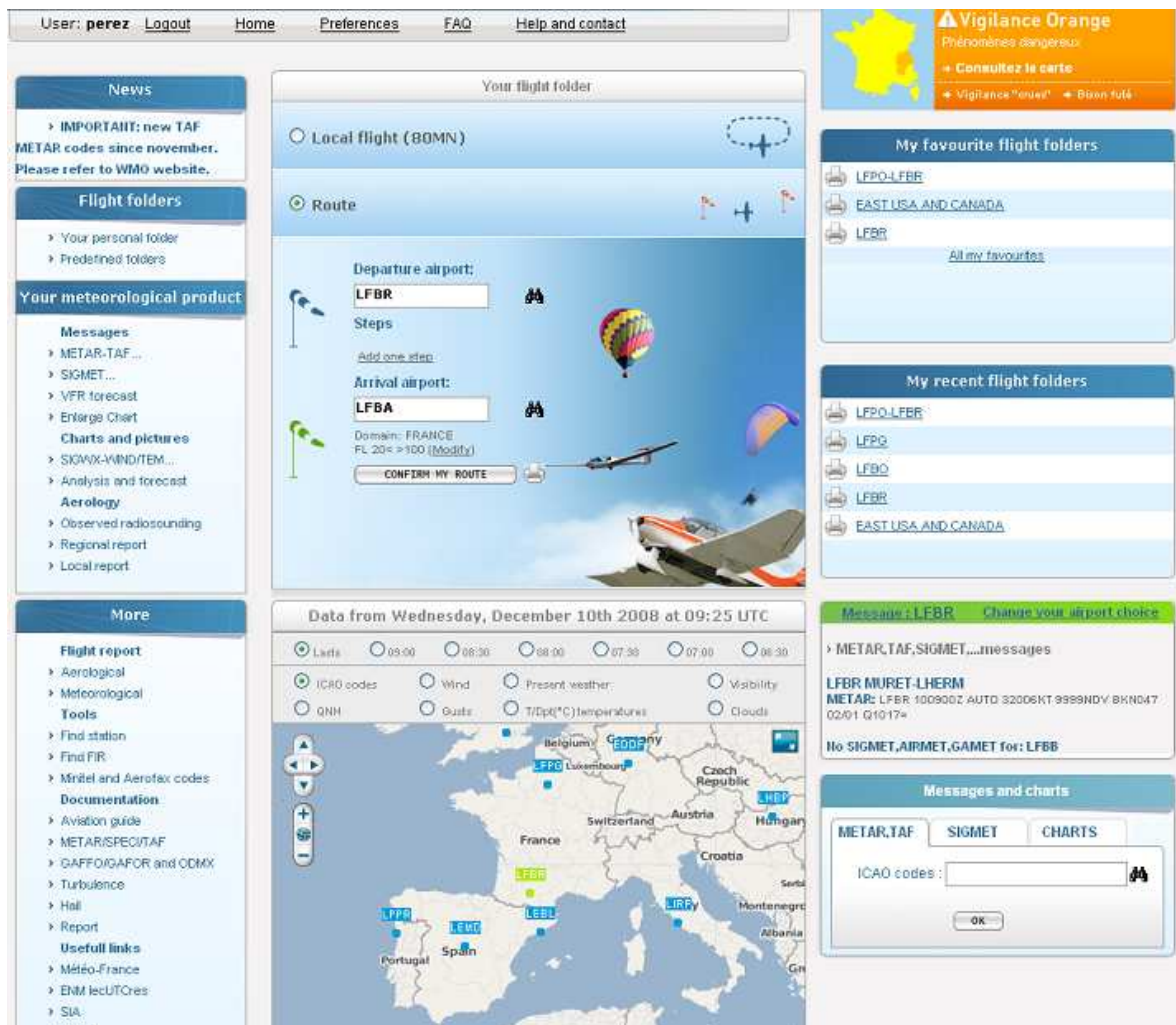 User: perez Logout Home Preferences FAQ Help and contact
Vigilance Orange
Phénomènes dangereux
Consultez la carte
Vigilance "crues" Bison futé
News
IMPORTANT: new TAF
METAR codes since november.
Please refer to WMO website.
Flight folders
Your personal folder
Predefined folders
Your meteorological product
Messages
METAR-TAF...
SIGMET...
VFR forecast
Enlarge Chart
Charts and pictures
SIGWX-WIND/TEM...
Analysis and forecast
Aerology
Observed radiosounding
Regional report
Local report
More
Flight report
Aerological
Meteorological
Tools
Find station
Find FIR
Minitel and Aerofax codes
Documentation
Aviation guide
METAR/SPECI/TAF
GAFFO/GAFOR and ODMX
Turbulence
Hail
Report
Usefull links
Météo-France
ENM lecUTCres
SIA
Your flight folder
Local flight (80MN)
Route
Departure airport:
LFBR
Steps
Add one step
Arrival airport:
LFBA
Domain: FRANCE
FL 20< >100 (Modify)
CONFIRM MY ROUTE
Data from Wednesday, December 10th 2008 at 09:25 UTC
Lasts 09:00 08:30 08:00 07:30 07:00 06:30
ICAO codes Wind Present weather Visibility
QNH Gusts T/Dpt(°C) temperatures Clouds
Belgium Germany
EDDF
LFPG Luxembourg
Czech
Republic
LHBP
Switzerland Austria Hungar
France
Croatia
LFBR
Serbi
LPPR LEMD LEBL LIRF y Montenegro
Albania
Portugal Spain
Gr
My favourite flight folders
LFPO-LFBR
EAST USA AND CANADA
LFBR
All my favourites
My recent flight folders
LFPO-LFBR
LFPG
LFBO
LFBR
EAST USA AND CANADA
Message : LFBR Change your airport choice
METAR,TAF,SIGMET,...messages
LFBR MURET-LHERM
METAR: LFBR 100900Z AUTO 32006KT 9999NDV BKN047
02/01 Q1017=
No SIGMET,AIRMET,GAMET for: LFBB
Messages and charts
METAR,TAF SIGMET CHARTS
ICAO codes :
OK